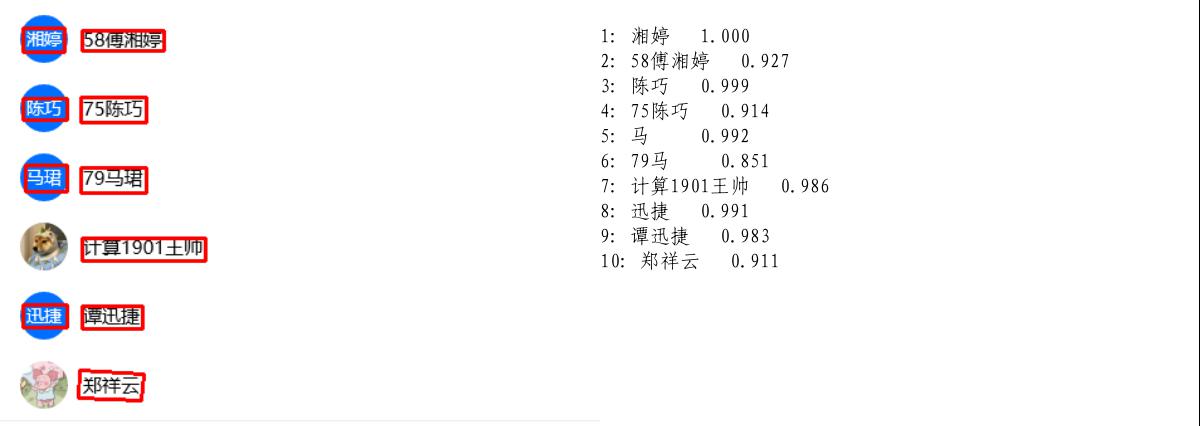 湘婷 58傅湘婷
陈巧 75陈巧
马珺 79马珺
计算1901王帅
迅捷 谭迅捷
郑祥云
1: 湘婷 1.000
2: 58傅湘婷 0.927
3: 陈巧 0.999
4: 75陈巧 0.914
5: 马 0.992
6: 79马 0.851
7: 计算1901王帅 0.986
8: 迅捷 0.991
9: 谭迅捷 0.983
10: 郑祥云 0.911